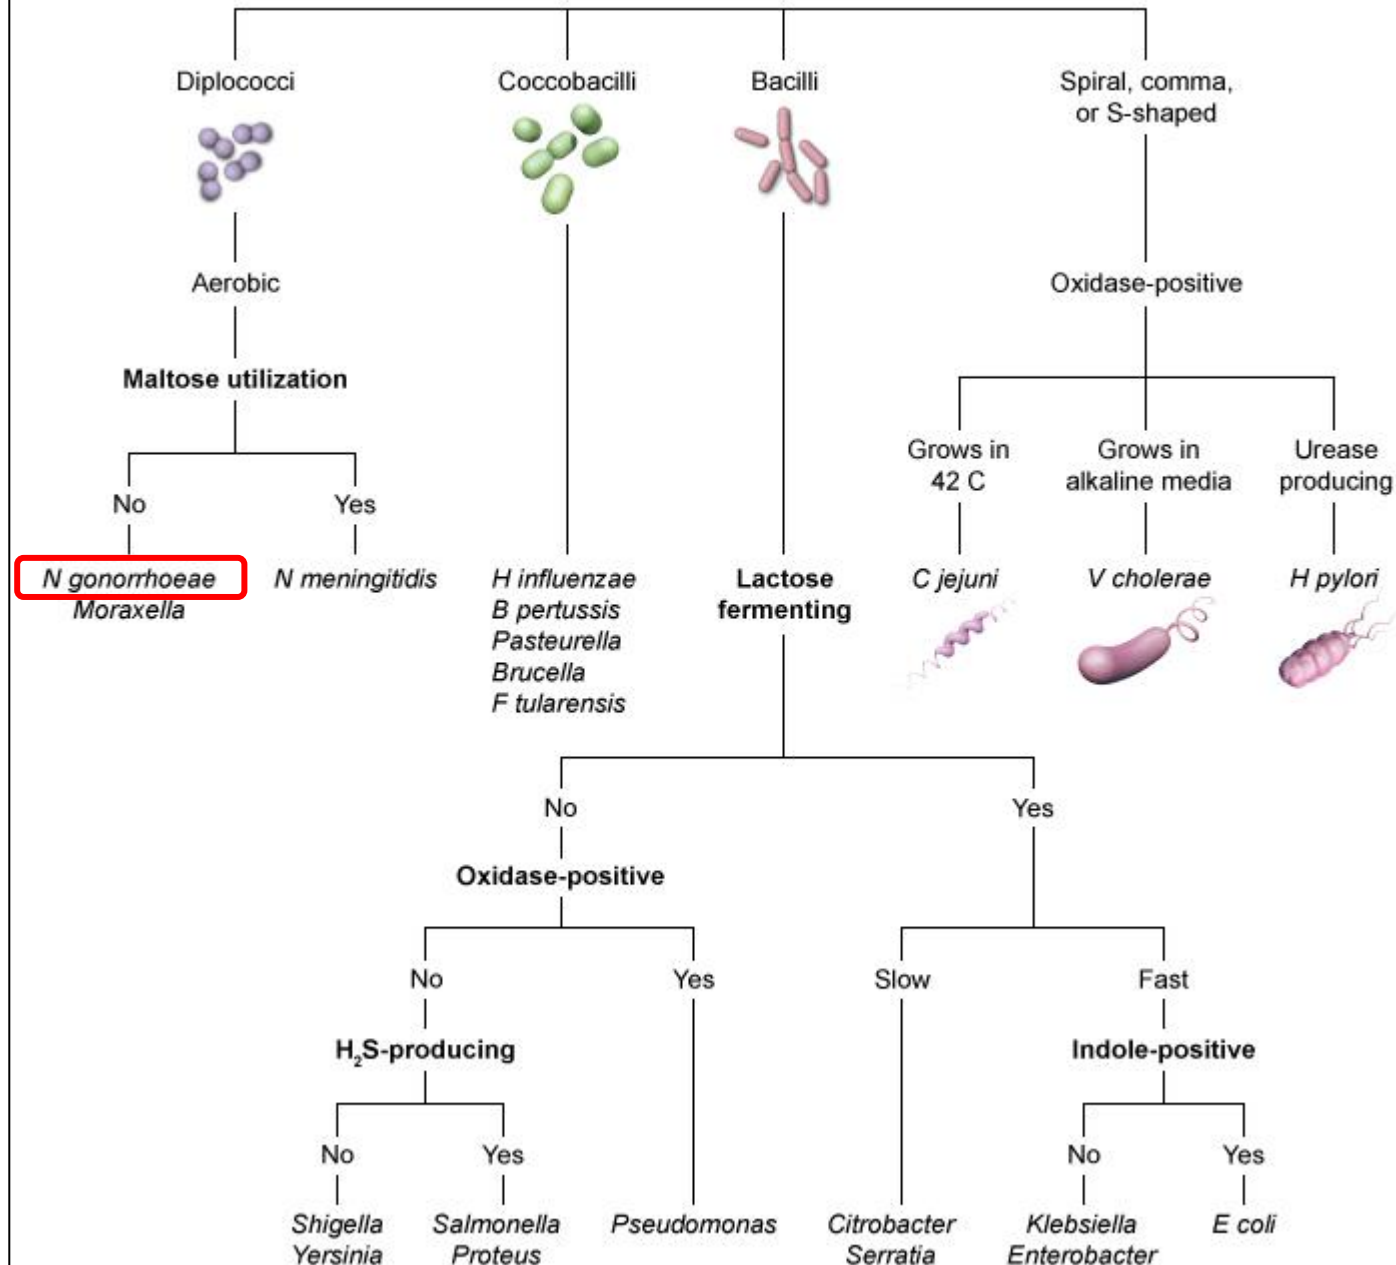 Diplococci
Coccobacilli
Bacilli
Spiral, comma,
or S-shaped
Aerobic
Oxidase-positive
Maltose utilization
No
Yes
Grows in
42 C
Grows in
alkaline media
Urease
producing
N gonorrhoeae
Moraxella
N meningitidis
H influenzae
B pertussis
Pasteurella
Brucella
F tularensis
Lactose
fermenting
C jejuni
V cholerae
H pylori
No
Yes
Oxidase-positive
No
Yes
Slow
Fast
H₂S-producing
Indole-positive
No
Yes
No
Yes
Shigella
Yersinia
Salmonella
Proteus
Pseudomonas
Citrobacter
Serratia
Klebsiella
Enterobacter
E coli